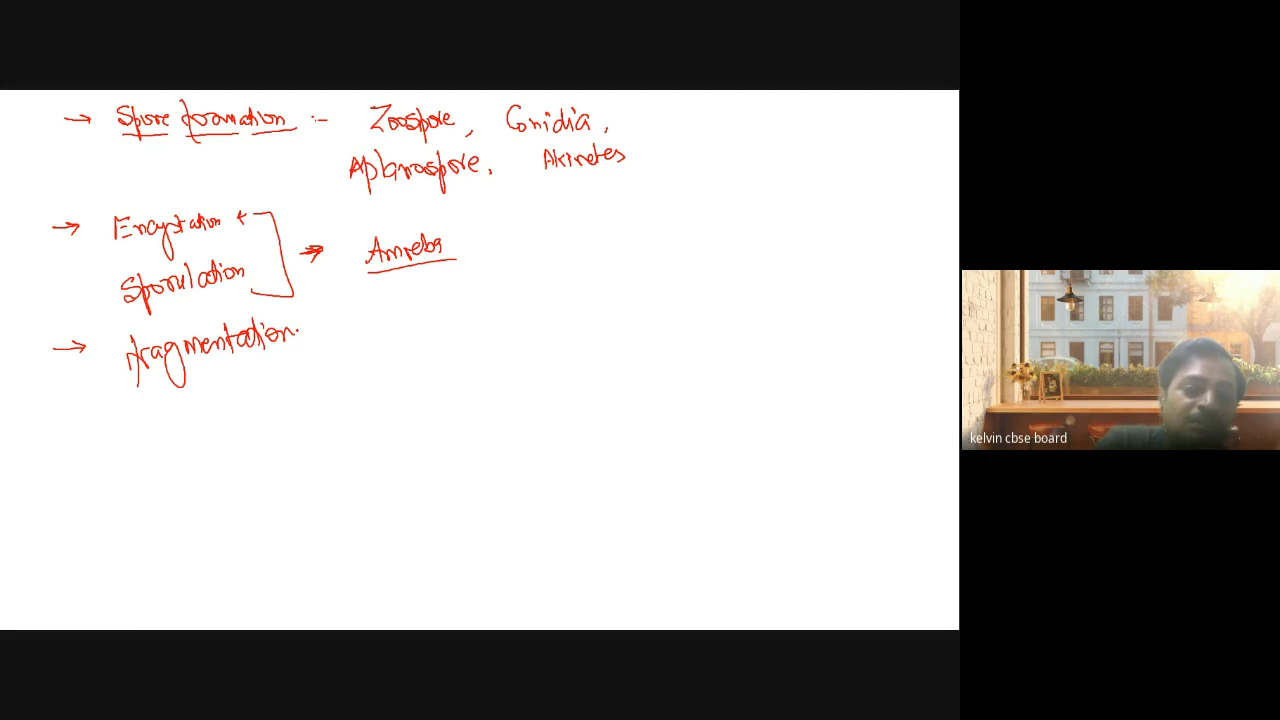 → Spore formation :- Zoospore, Conidia,
Aplanospore, Akinetes
→ Encystation +
Sporulation → Amoeba
→ fragmentation.
kelvin cbse board